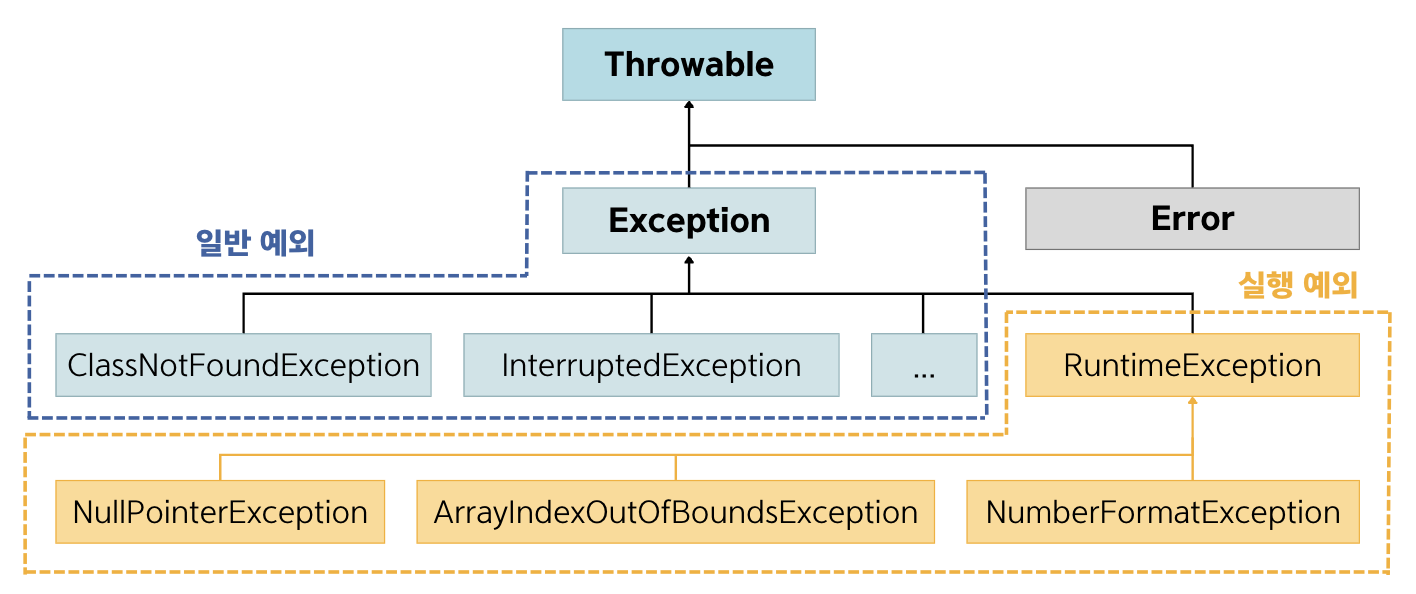 Throwable
Exception
Error
일반 예외
실행 예외
ClassNotFoundException
InterruptedException
...
RuntimeException
NullPointerException
ArrayIndexOutOfBoundsException
NumberFormatException